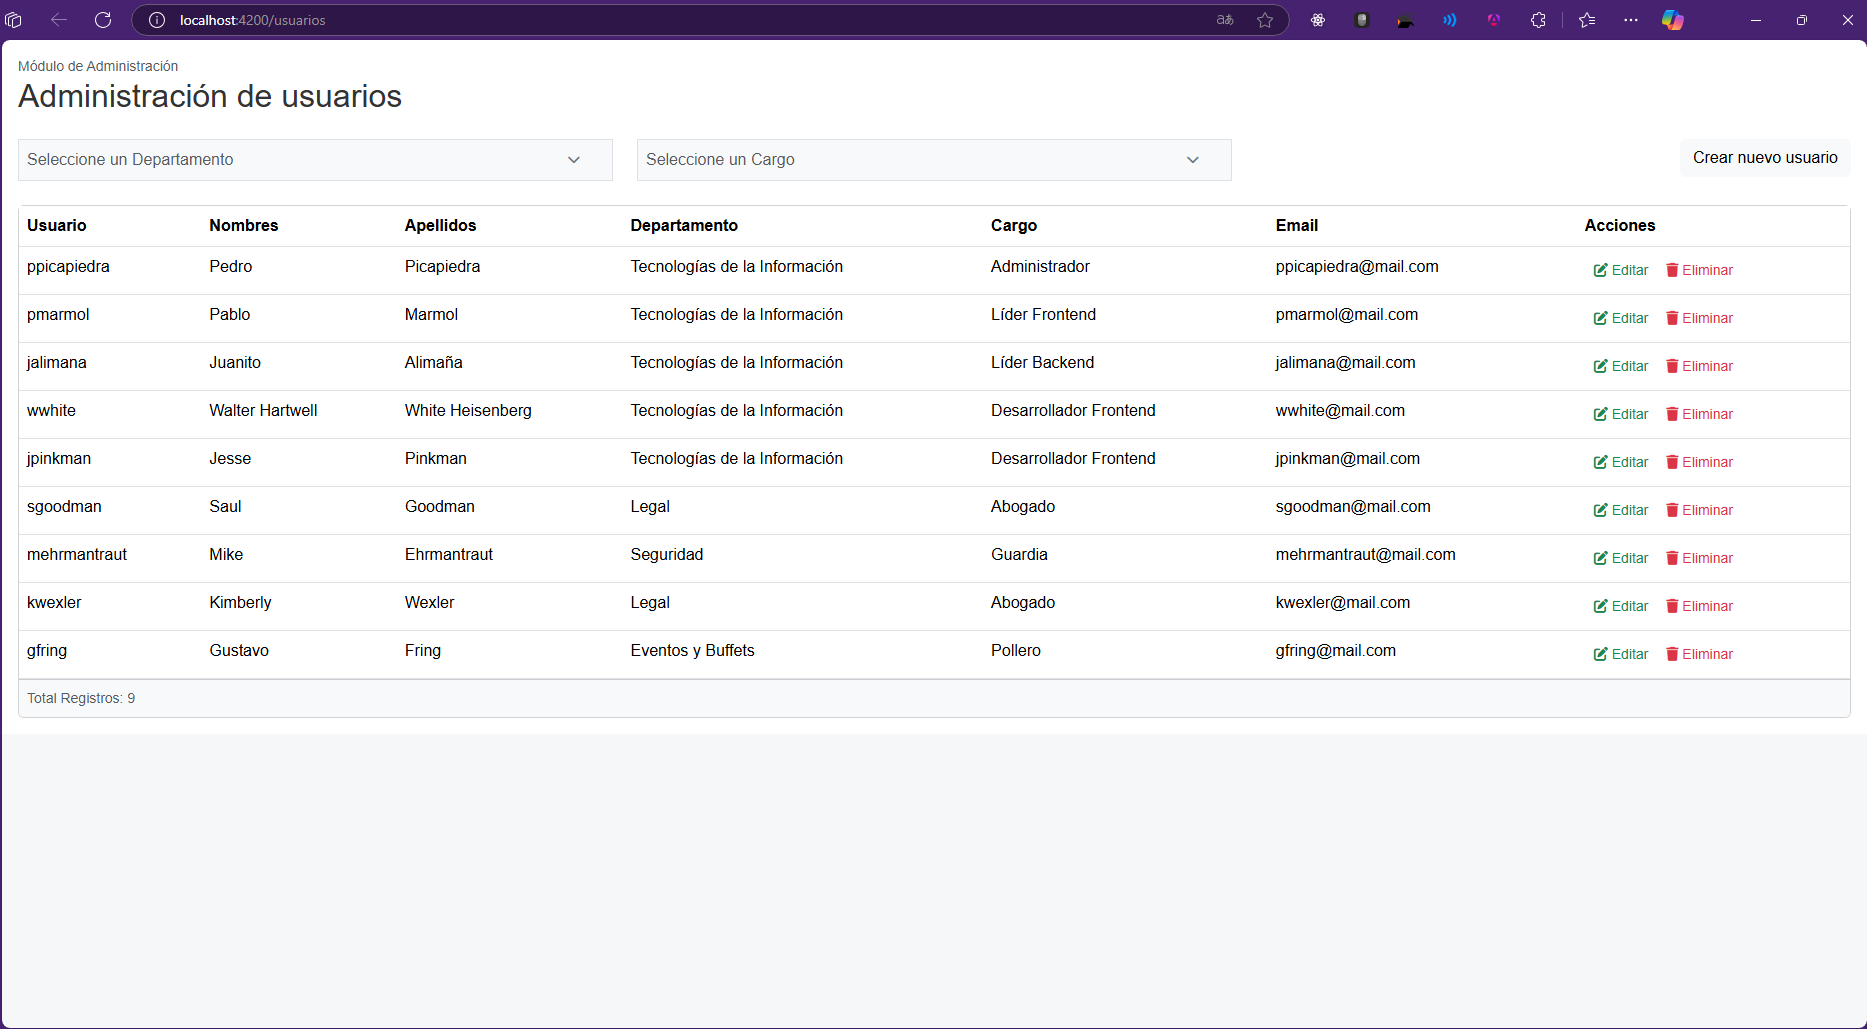 localhost:4200/usuarios
Módulo de Administración
Administración de usuarios
Seleccione un Departamento
Seleccione un Cargo
Crear nuevo usuario
Usuario Nombres Apellidos Departamento Cargo Email Acciones
ppicapiedra Pedro Picapiedra Tecnologías de la Información Administrador ppicapiedra@mail.com Editar Eliminar
pmarmol Pablo Marmol Tecnologías de la Información Líder Frontend pmarmol@mail.com Editar Eliminar
jalimana Juanito Alimaña Tecnologías de la Información Líder Backend jalimana@mail.com Editar Eliminar
wwhite Walter Hartwell White Heisenberg Tecnologías de la Información Desarrollador Frontend wwhite@mail.com Editar Eliminar
jpinkman Jesse Pinkman Tecnologías de la Información Desarrollador Frontend jpinkman@mail.com Editar Eliminar
sgoodman Saul Goodman Legal Abogado sgoodman@mail.com Editar Eliminar
mehrmantraut Mike Ehrmantraut Seguridad Guardia mehrmantraut@mail.com Editar Eliminar
kwexler Kimberly Wexler Legal Abogado kwexler@mail.com Editar Eliminar
gfring Gustavo Fring Eventos y Buffets Pollero gfring@mail.com Editar Eliminar
Total Registros: 9